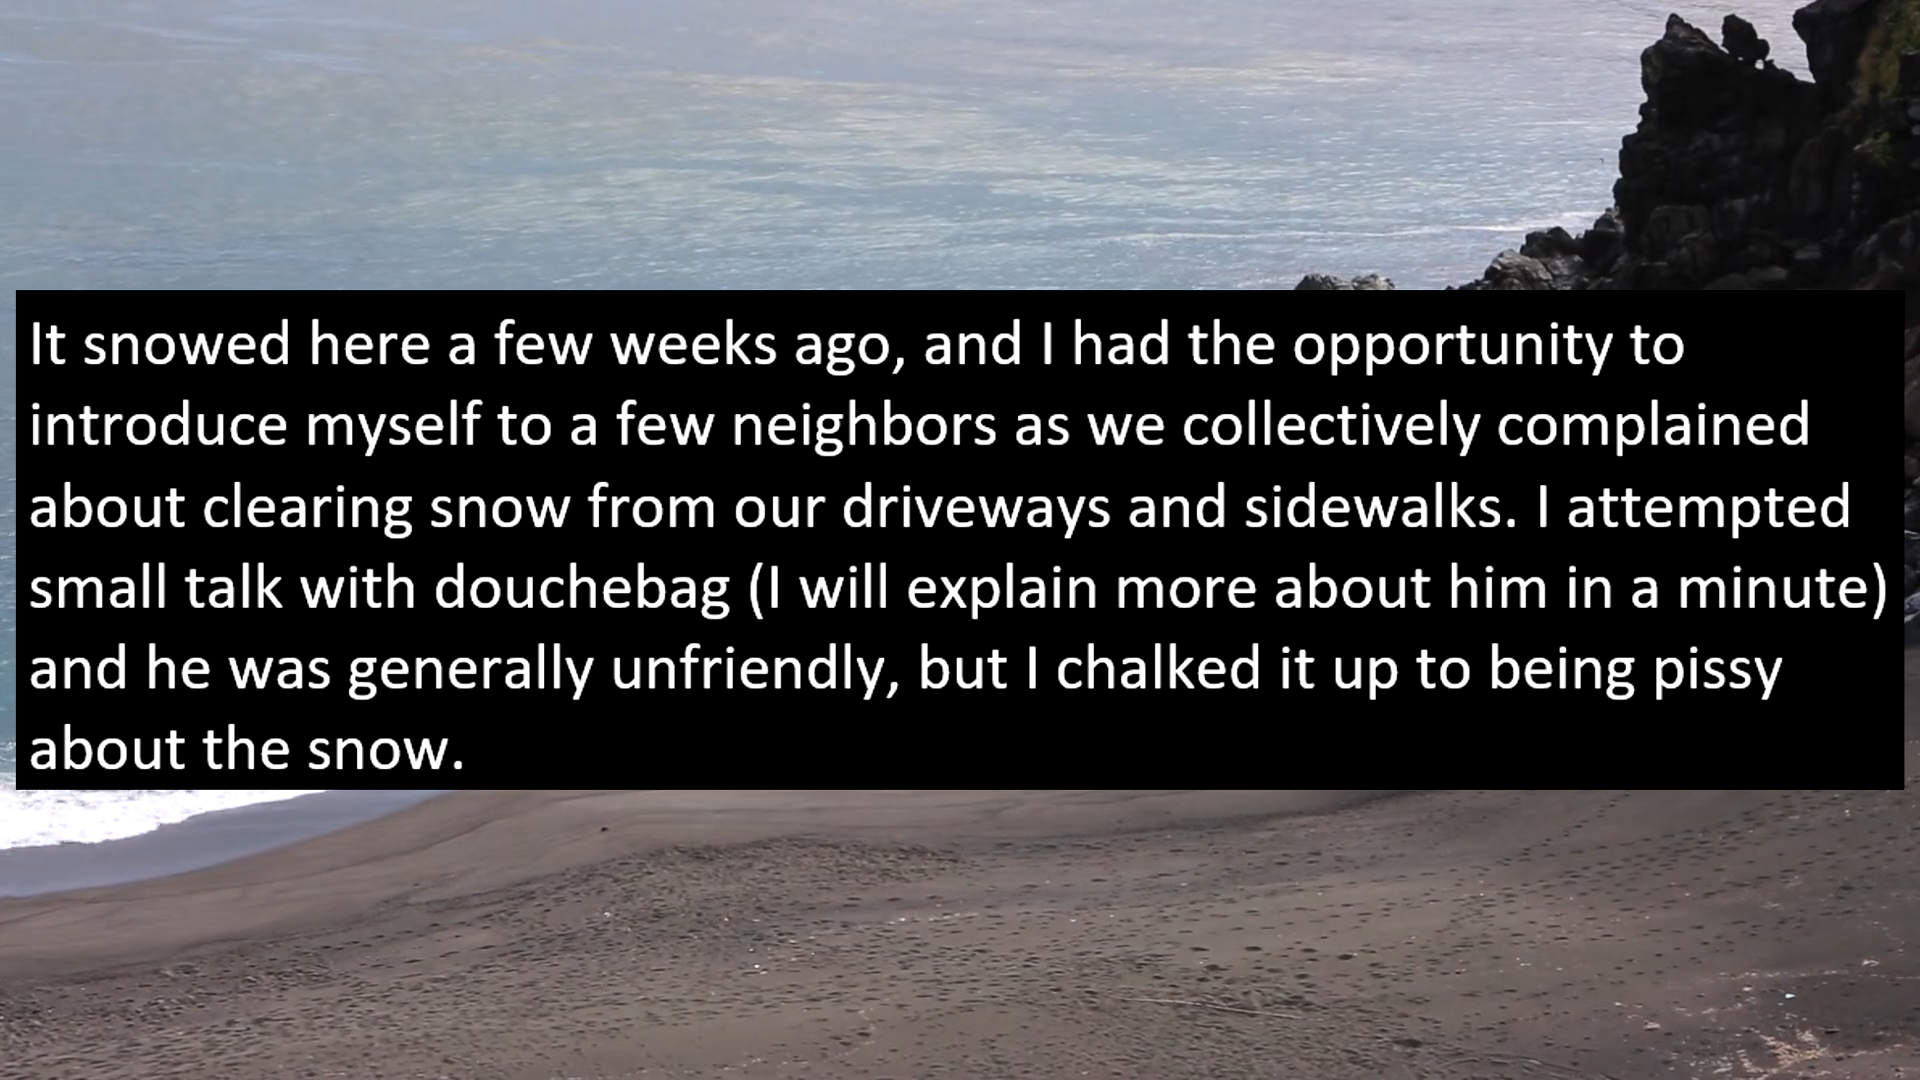 It snowed here a few weeks ago, and I had the opportunity to
introduce myself to a few neighbors as we collectively complained
about clearing snow from our driveways and sidewalks. I attempted
small talk with douchebag (I will explain more about him in a minute)
and he was generally unfriendly, but I chalked it up to being pissy
about the snow.